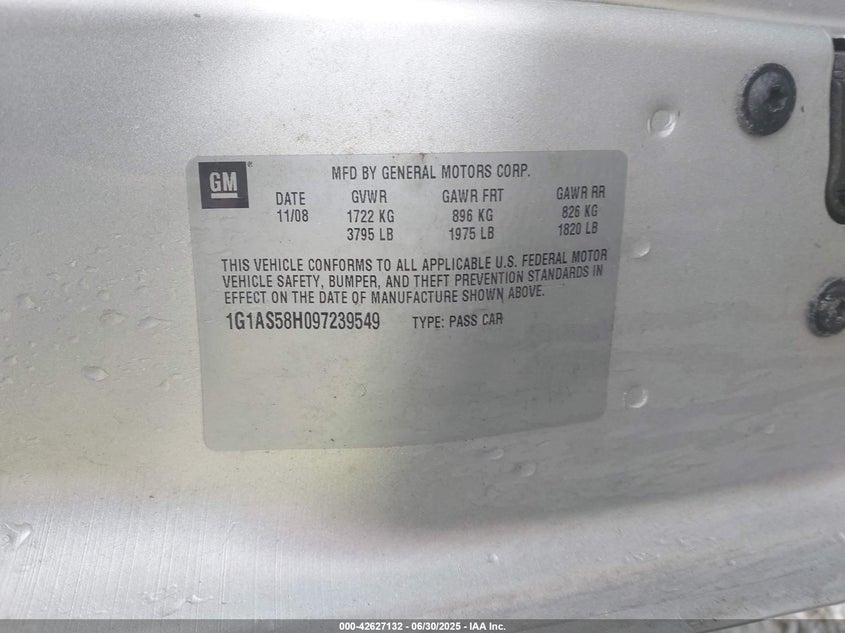 GM ®
MFD BY GENERAL MOTORS CORP.
DATE GVWR GAWR FRT GAWR RR
11/08 1722 KG 896 KG 826 KG
3795 LB 1975 LB 1820 LB
THIS VEHICLE CONFORMS TO ALL APPLICABLE U.S. FEDERAL MOTOR
VEHICLE SAFETY, BUMPER, AND THEFT PREVENTION STANDARDS IN
EFFECT ON THE DATE OF MANUFACTURE SHOWN ABOVE.
1G1AS58H097239549 TYPE: PASS CAR
000-42627132 - 06/30/2025 - IAA Inc.